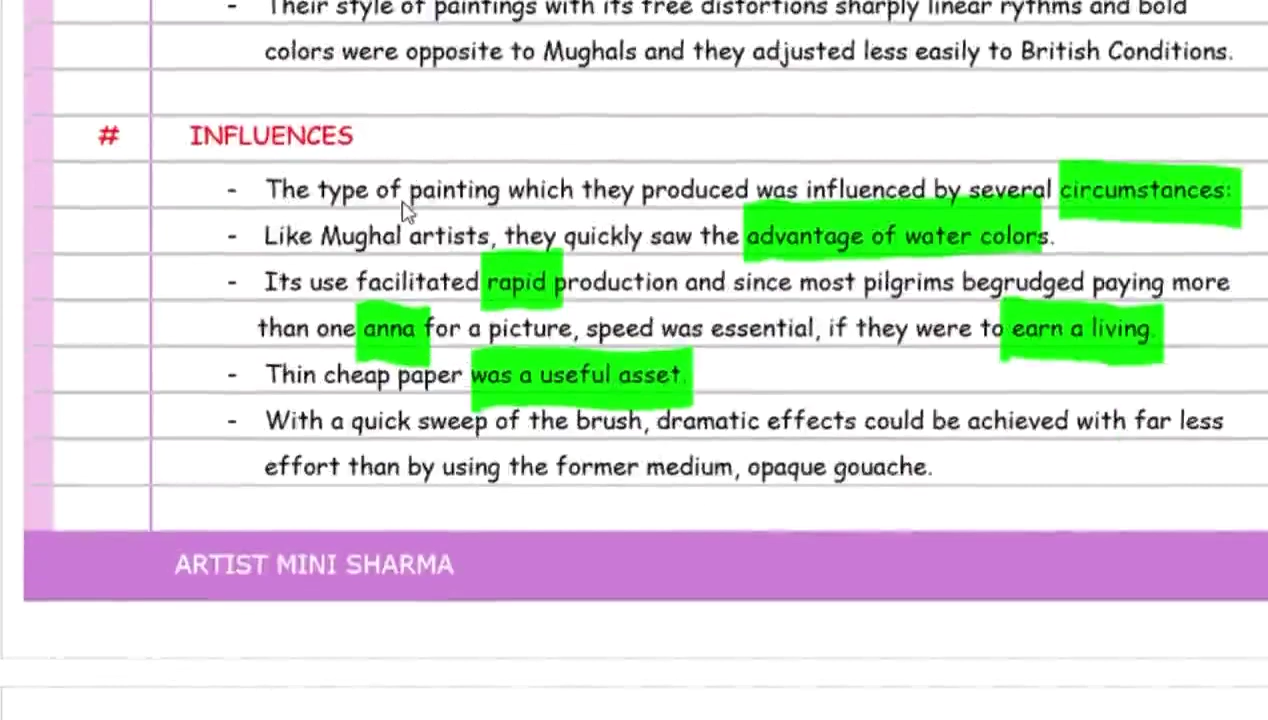 - Their style of paintings with its free distortions sharply linear rythms and bold
colors were opposite to Mughals and they adjusted less easily to British Conditions.
# INFLUENCES
- The type of painting which they produced was influenced by several circumstances:
- Like Mughal artists, they quickly saw the advantage of water colors.
- Its use facilitated rapid production and since most pilgrims begrudged paying more
than one anna for a picture, speed was essential, if they were to earn a living.
- Thin cheap paper was a useful asset.
- With a quick sweep of the brush, dramatic effects could be achieved with far less
effort than by using the former medium, opaque gouache.
ARTIST MINI SHARMA